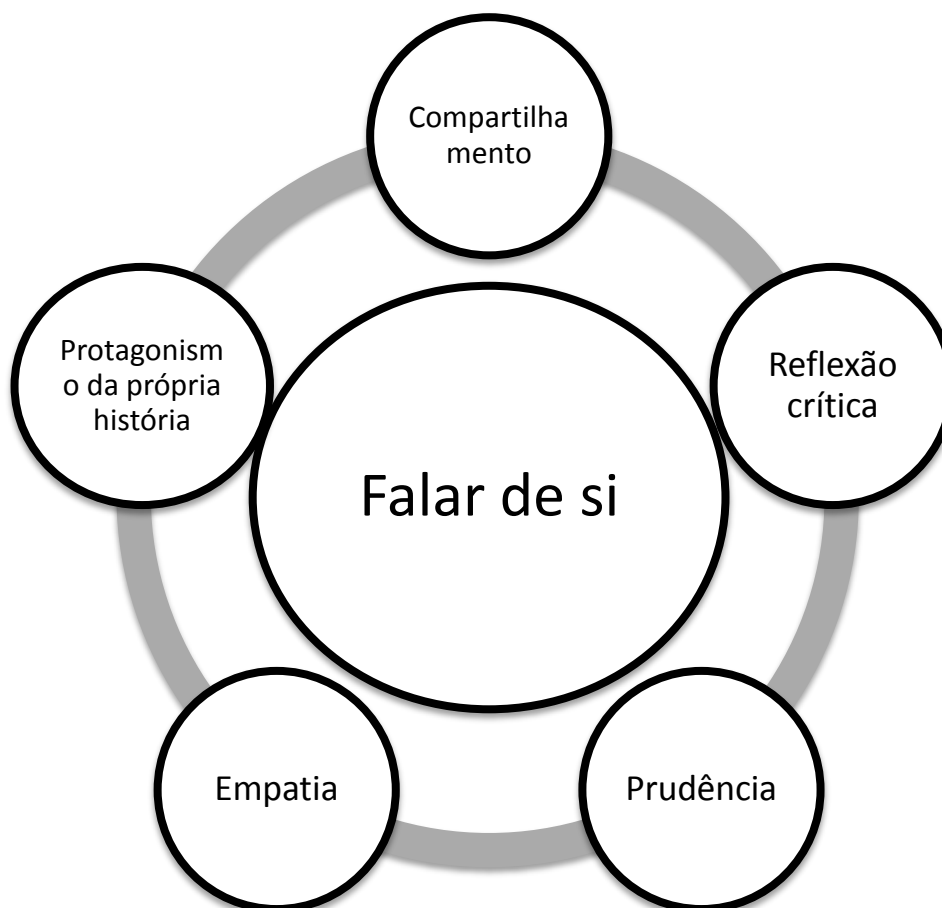 Compartilha
mento
Reflexão
crítica
Prudência
Empatia
Protagonism
o da própria
história
Falar de si